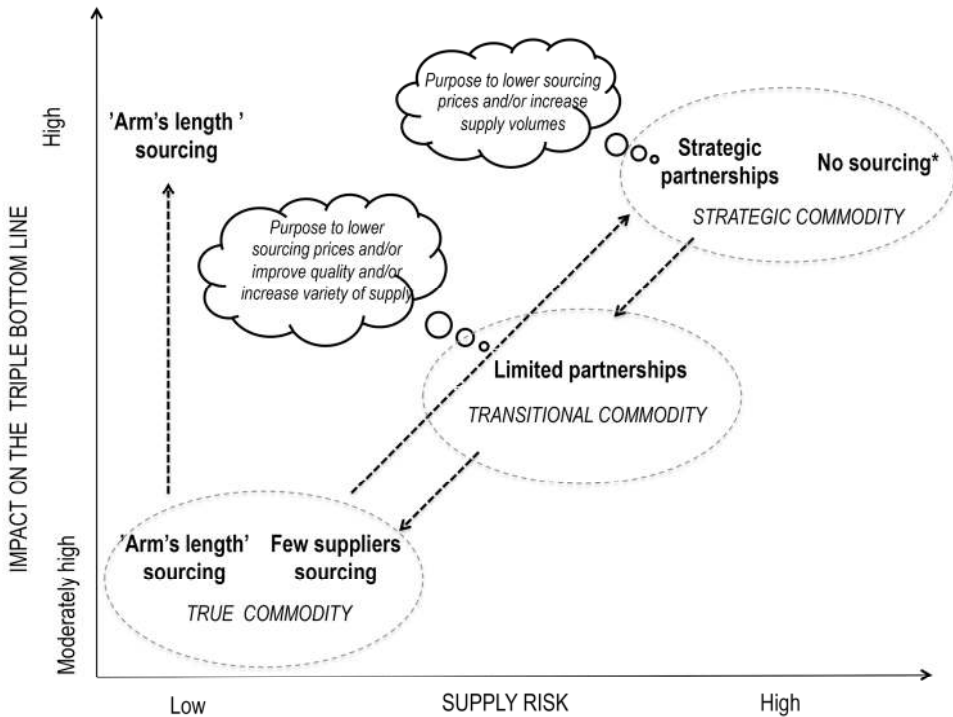 IMPACT ON THE TRIPLE BOTTOM LINE
High
Moderately high
'Arm's length '
sourcing
Purpose to lower sourcing
prices and/or increase
supply volumes
Strategic
partnerships
No sourcing*
STRATEGIC COMMODITY
Purpose to lower
sourcing prices and/or
improve quality and/or
increase variety of supply
Limited partnerships
TRANSITIONAL COMMODITY
'Arm's length'
sourcing
Few suppliers
sourcing
TRUE COMMODITY
Low
SUPPLY RISK
High